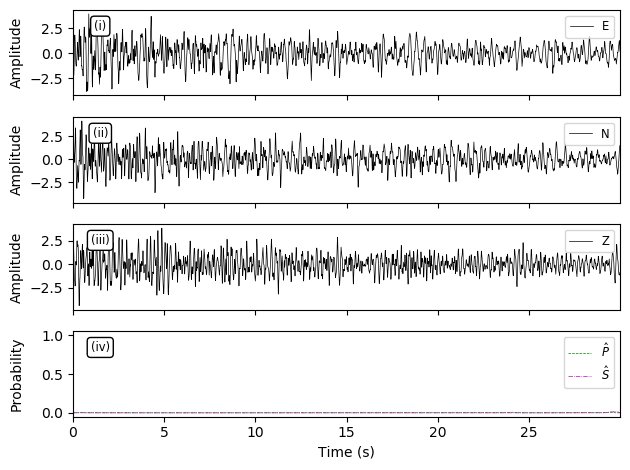 Amplitude
2.5
0.0
−2.5
(i)
E
Amplitude
2.5
0.0
−2.5
(ii)
N
Amplitude
2.5
0.0
−2.5
(iii)
Z
Probability
1.0
0.5
0.0
(iv)
P̂
Ŝ
0 5 10 15 20 25
Time (s)